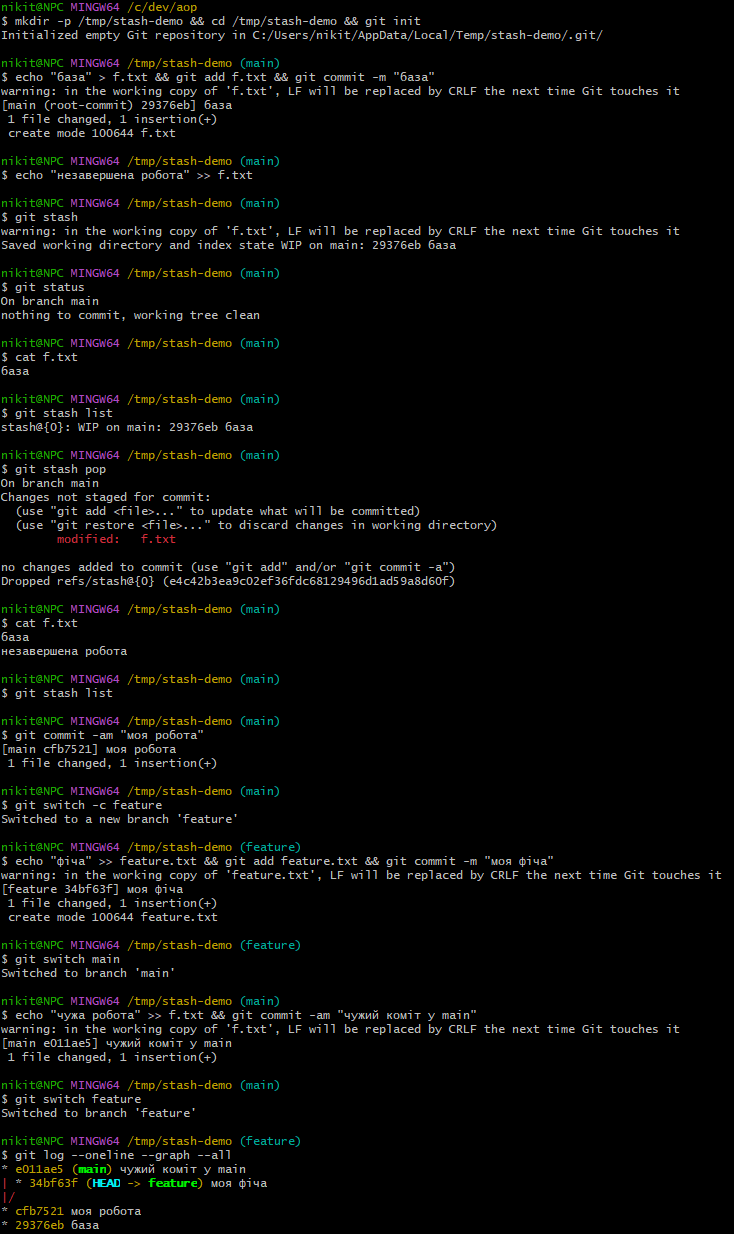 nikit@NPC MINGW64 /c/dev/aop
$ mkdir -p /tmp/stash-demo && cd /tmp/stash-demo && git init
Initialized empty Git repository in C:/Users/nikit/AppData/Local/Temp/stash-demo/.git/

nikit@NPC MINGW64 /tmp/stash-demo (main)
$ echo "база" > f.txt && git add f.txt && git commit -m "база"
warning: in the working copy of 'f.txt', LF will be replaced by CRLF the next time Git touches it
[main (root-commit) 29376eb] база
 1 file changed, 1 insertion(+)
 create mode 100644 f.txt

nikit@NPC MINGW64 /tmp/stash-demo (main)
$ echo "незавершена робота" >> f.txt

nikit@NPC MINGW64 /tmp/stash-demo (main)
$ git stash
warning: in the working copy of 'f.txt', LF will be replaced by CRLF the next time Git touches it
Saved working directory and index state WIP on main: 29376eb база

nikit@NPC MINGW64 /tmp/stash-demo (main)
$ git status
On branch main
nothing to commit, working tree clean

nikit@NPC MINGW64 /tmp/stash-demo (main)
$ cat f.txt
база

nikit@NPC MINGW64 /tmp/stash-demo (main)
$ git stash list
stash@{0}: WIP on main: 29376eb база

nikit@NPC MINGW64 /tmp/stash-demo (main)
$ git stash pop
On branch main
Changes not staged for commit:
  (use "git add <file>..." to update what will be committed)
  (use "git restore <file>..." to discard changes in working directory)
        modified:   f.txt

no changes added to commit (use "git add" and/or "git commit -a")
Dropped refs/stash@{0} (e4c42b3ea9c02ef36fdc68129496d1ad59a8d60f)

nikit@NPC MINGW64 /tmp/stash-demo (main)
$ cat f.txt
база
незавершена робота

nikit@NPC MINGW64 /tmp/stash-demo (main)
$ git stash list

nikit@NPC MINGW64 /tmp/stash-demo (main)
$ git commit -am "моя робота"
[main cfb7521] моя робота
 1 file changed, 1 insertion(+)

nikit@NPC MINGW64 /tmp/stash-demo (main)
$ git switch -c feature
Switched to a new branch 'feature'

nikit@NPC MINGW64 /tmp/stash-demo (feature)
$ echo "фіча" >> feature.txt && git add feature.txt && git commit -m "моя фіча"
warning: in the working copy of 'feature.txt', LF will be replaced by CRLF the next time Git touches it
[feature 34bf63f] моя фіча
 1 file changed, 1 insertion(+)
 create mode 100644 feature.txt

nikit@NPC MINGW64 /tmp/stash-demo (feature)
$ git switch main
Switched to branch 'main'

nikit@NPC MINGW64 /tmp/stash-demo (main)
$ echo "чужа робота" >> f.txt && git commit -am "чужий коміт у main"
warning: in the working copy of 'f.txt', LF will be replaced by CRLF the next time Git touches it
[main e011ae5] чужий коміт у main
 1 file changed, 1 insertion(+)

nikit@NPC MINGW64 /tmp/stash-demo (main)
$ git switch feature
Switched to branch 'feature'

nikit@NPC MINGW64 /tmp/stash-demo (feature)
$ git log --oneline --graph --all
* e011ae5 (main) чужий коміт у main
| * 34bf63f (HEAD -> feature) моя фіча
|/
* cfb7521 моя робота
* 29376eb база